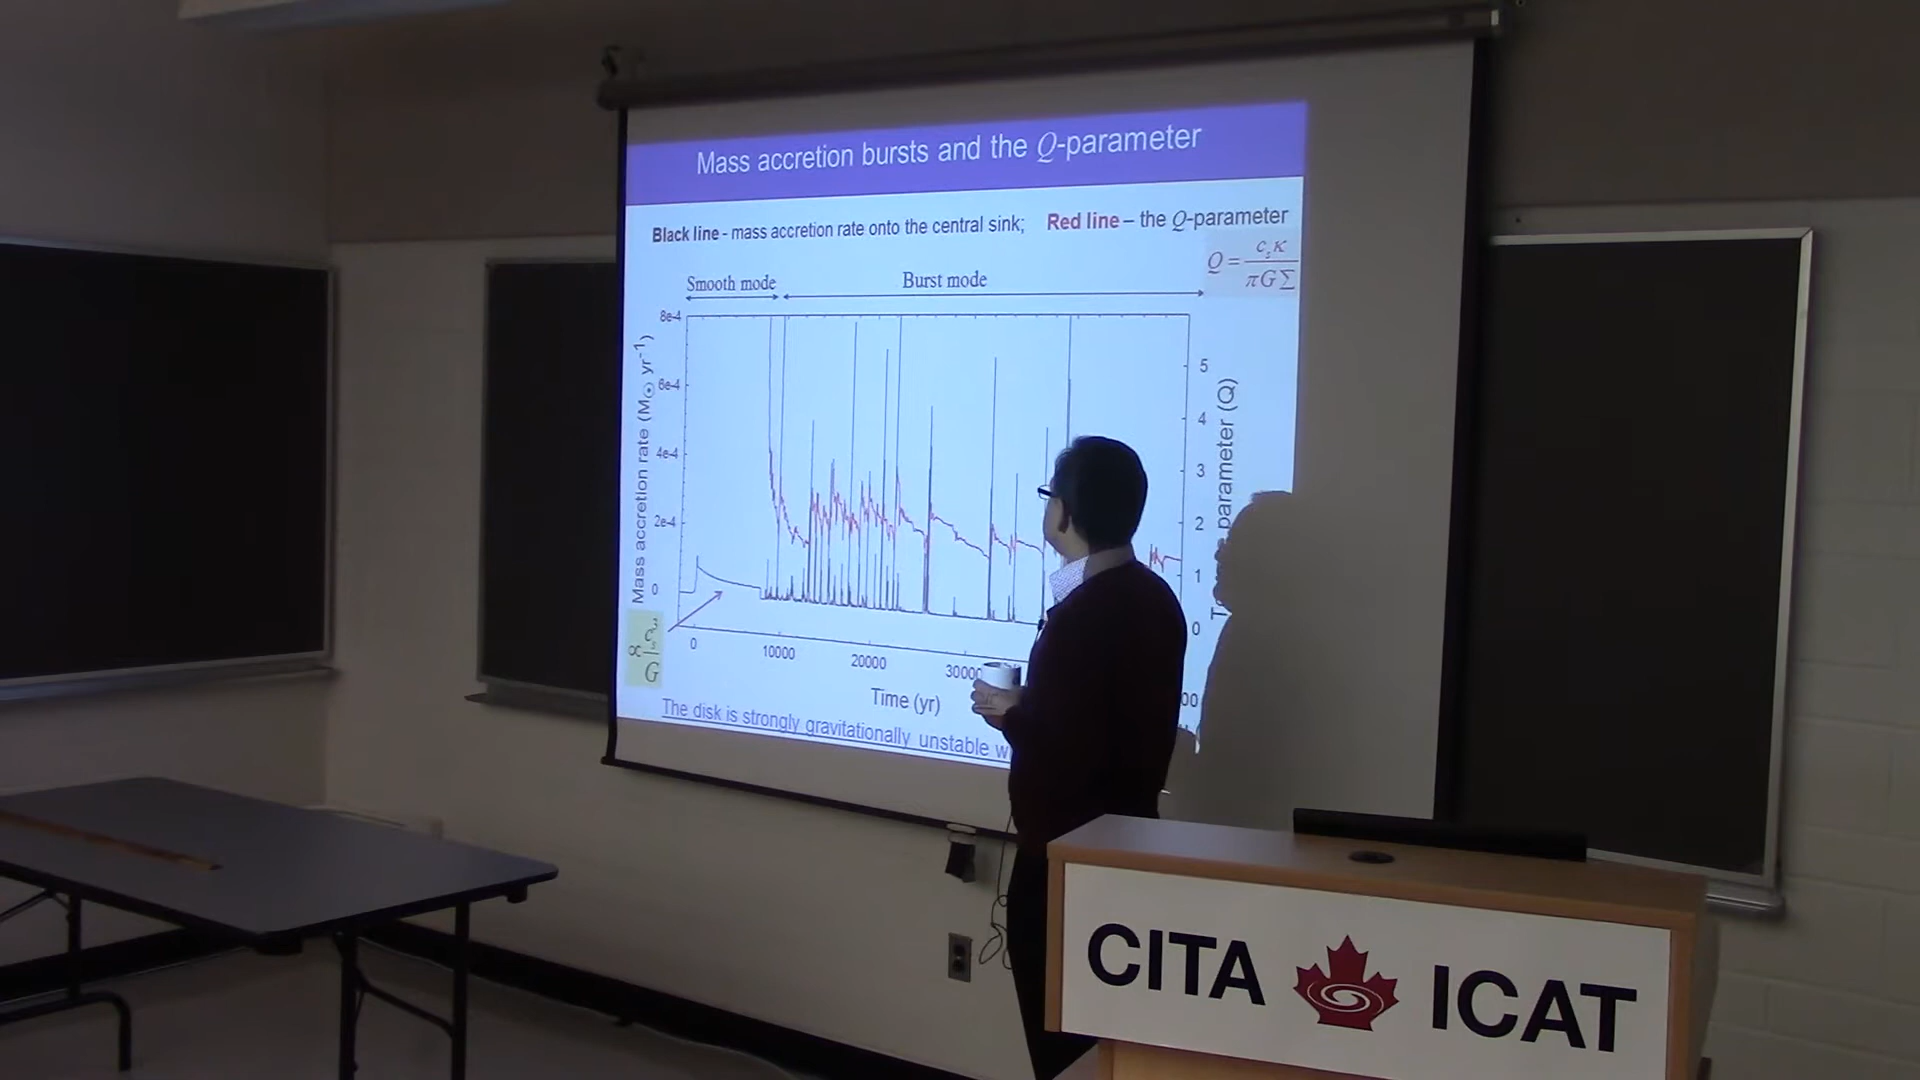 Mass accretion bursts and the Q-parameter
Black line - mass accretion rate onto the central sink; Red line – the Q-parameter
Q = c_s κ / π G Σ
Smooth mode
Burst mode
8e-4
6e-4
4e-4
2e-4
0
Mass accretion rate (M⊙ yr-1)
5
4
3
2
1
0
parameter (Q)
∝ c_s^3 / G
0
10000
20000
30000
00
Time (yr)
The disk is strongly gravitationally unstable w
CITA ICAT